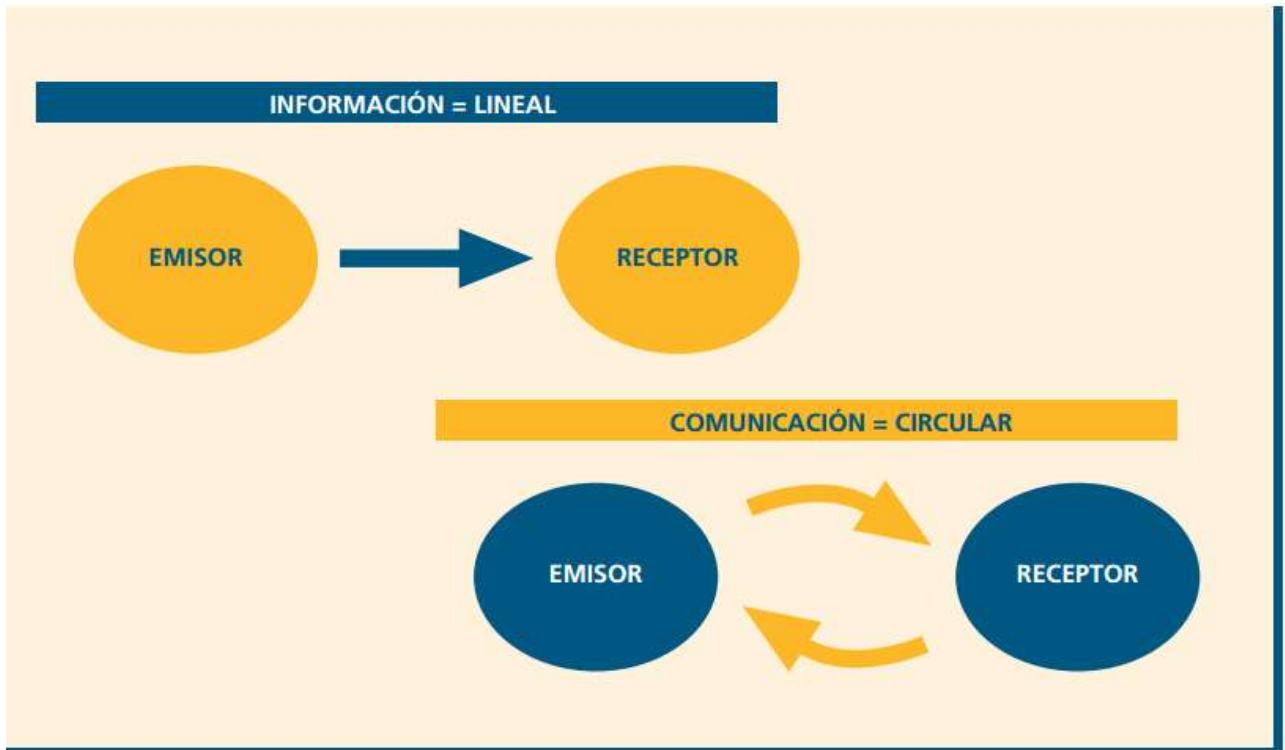 INFORMACIÓN = LINEAL
EMISOR
RECEPTOR
COMUNICACIÓN = CIRCULAR
EMISOR
RECEPTOR